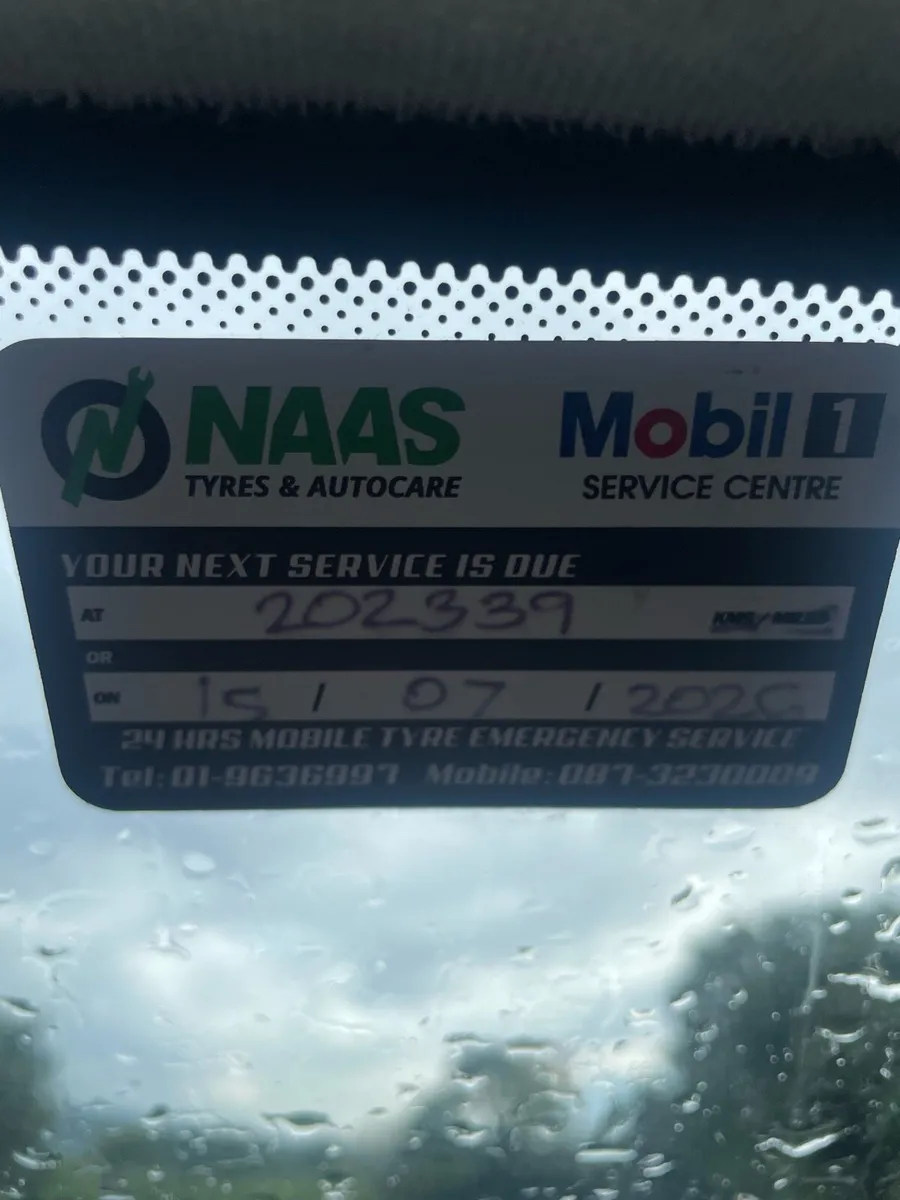 NAAS
TYRES & AUTOCARE
Mobil 1
SERVICE CENTRE
YOUR NEXT SERVICE IS DUE
AT 202339 KMS/MILES
OR
ON 15 / 07 / 2026
24 HRS MOBILE TYRE EMERGENCY SERVICE
Tel: 01-9636997 Mobile: 087-3230009